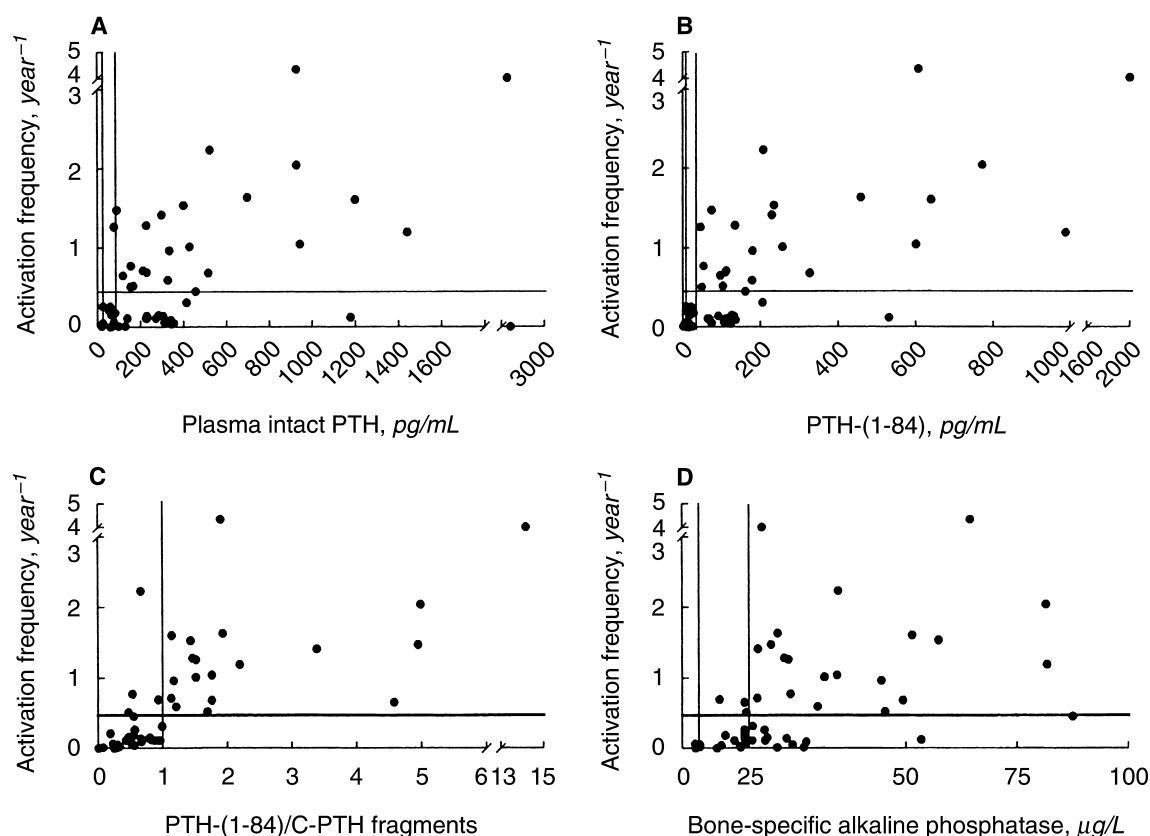 A
Activation frequency, year⁻¹
5
4
3
2
1
0
0 200 400 600 800 1000 1200 1400 1600 3000
Plasma intact PTH, pg/mL
B
Activation frequency, year⁻¹
5
4
3
2
1
0
0 200 400 600 800 1000 1600 2000
PTH-(1-84), pg/mL
C
Activation frequency, year⁻¹
5
4
3
2
1
0
0 1 2 3 4 5 6 13 15
PTH-(1-84)/C-PTH fragments
D
Activation frequency, year⁻¹
5
4
3
2
1
0
0 25 50 75 100
Bone-specific alkaline phosphatase, µg/L